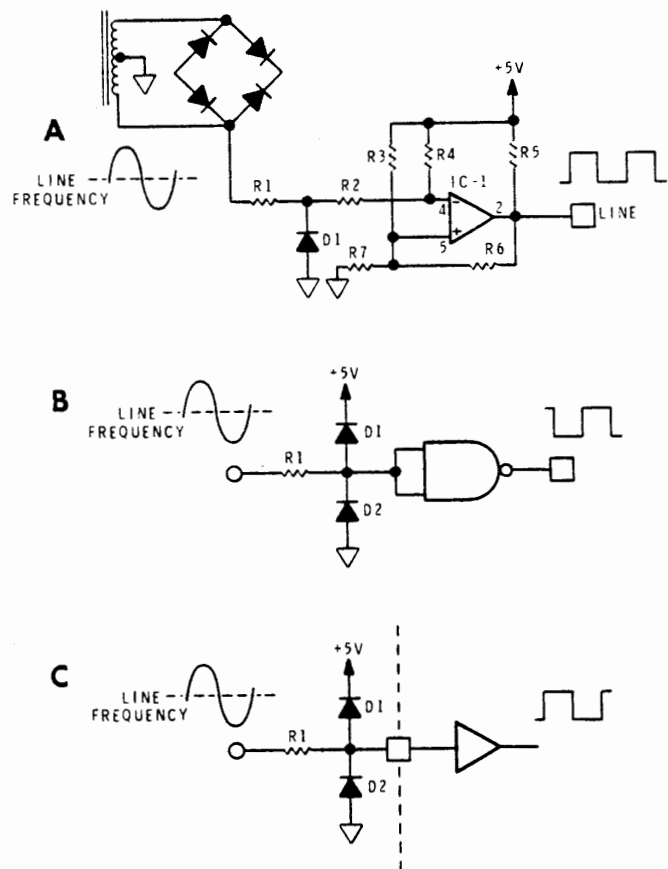 A
+5V
R3
R4
R5
IC-1
LINE
FREQUENCY
R1
R2
4
-
2
LINE
D1
+
5
R7
R6
B
+5V
LINE
FREQUENCY
D1
R1
D2
C
+5V
LINE
FREQUENCY
D1
R1
D2